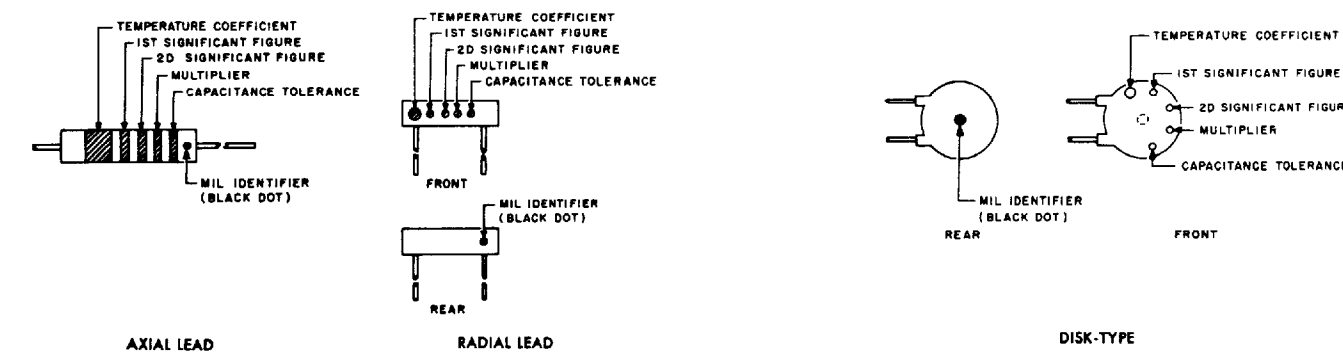 TEMPERATURE COEFFICIENT
1ST SIGNIFICANT FIGURE
2D SIGNIFICANT FIGURE
MULTIPLIER
CAPACITANCE TOLERANCE
MIL IDENTIFIER
(BLACK DOT)
AXIAL LEAD
TEMPERATURE COEFFICIENT
1ST SIGNIFICANT FIGURE
2D SIGNIFICANT FIGURE
MULTIPLIER
CAPACITANCE TOLERANCE
FRONT
MIL IDENTIFIER
(BLACK DOT)
REAR
RADIAL LEAD
MIL IDENTIFIER
(BLACK DOT)
REAR
TEMPERATURE COEFFICIENT
1ST SIGNIFICANT FIGURE
2D SIGNIFICANT FIGUR
MULTIPLIER
CAPACITANCE TOLERANC
FRONT
DISK-TYPE